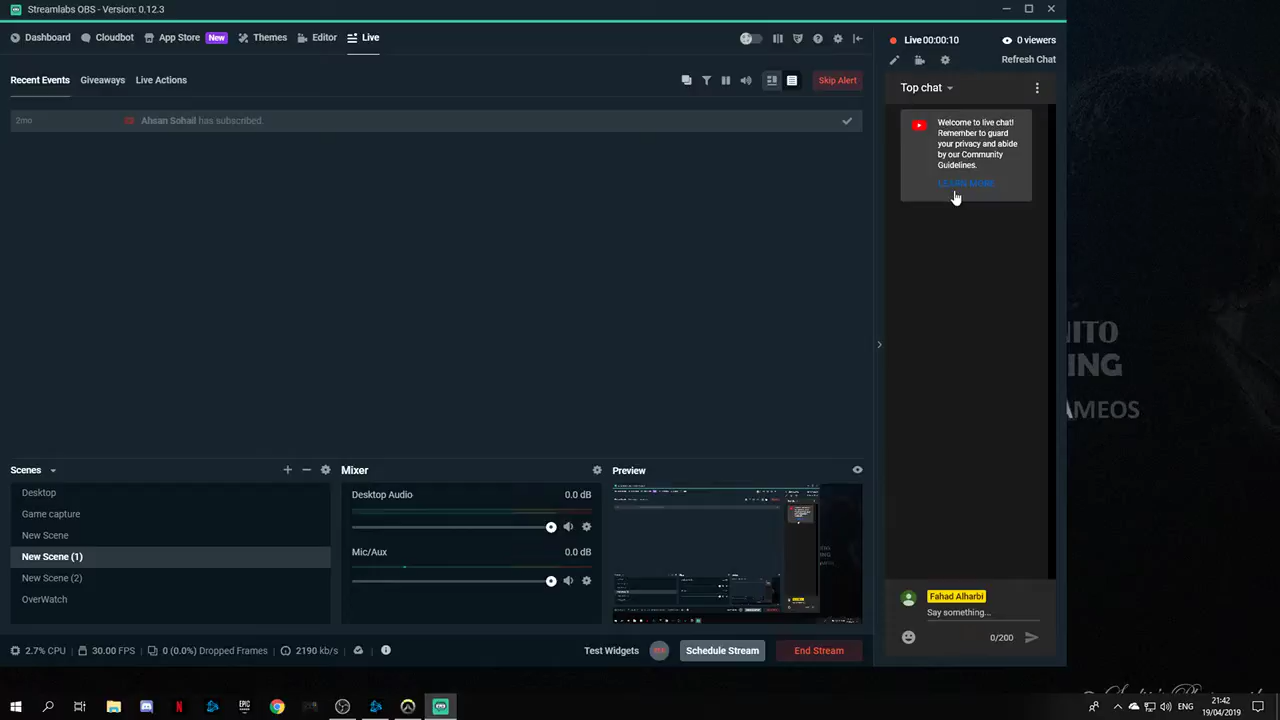 Streamlabs OBS - Version: 0.12.3
Dashboard Cloudbot App Store New Themes Editor Live
Live 00:00:10 0 viewers
Refresh Chat
Recent Events Giveaways Live Actions Skip Alert
Top chat
2mo Ahsan Sohail has subscribed.
Welcome to live chat!
Remember to guard
your privacy and abide
by our Community
Guidelines.
LEARN MORE
Scenes
Desktop
Game capture
New Scene
New Scene (1)
New Scene (2)
OverWatch
Mixer
Desktop Audio 0.0 dB
Mic/Aux 0.0 dB
Preview
Fahad Alharbi
Say something...
0/200
2.7% CPU 30.00 FPS 0 (0.0%) Dropped Frames 2190 kb/s
Test Widgets Schedule Stream End Stream
NITO
ING
AMEOS
EPIC
ENG
21:42
19/04/2019